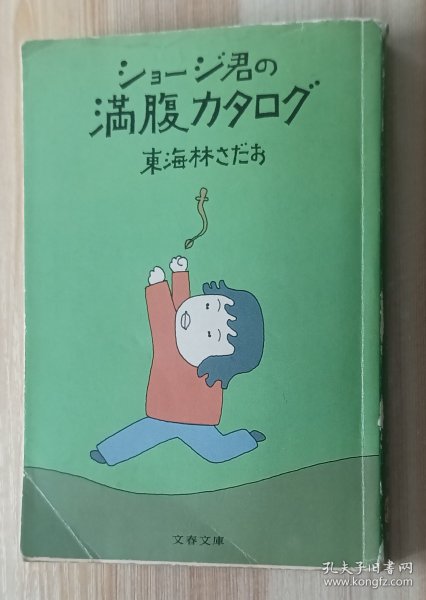 ショージ君の
満腹カタログ
東海林さだお
文春文庫
孔夫子旧书网
www.kongfz.com